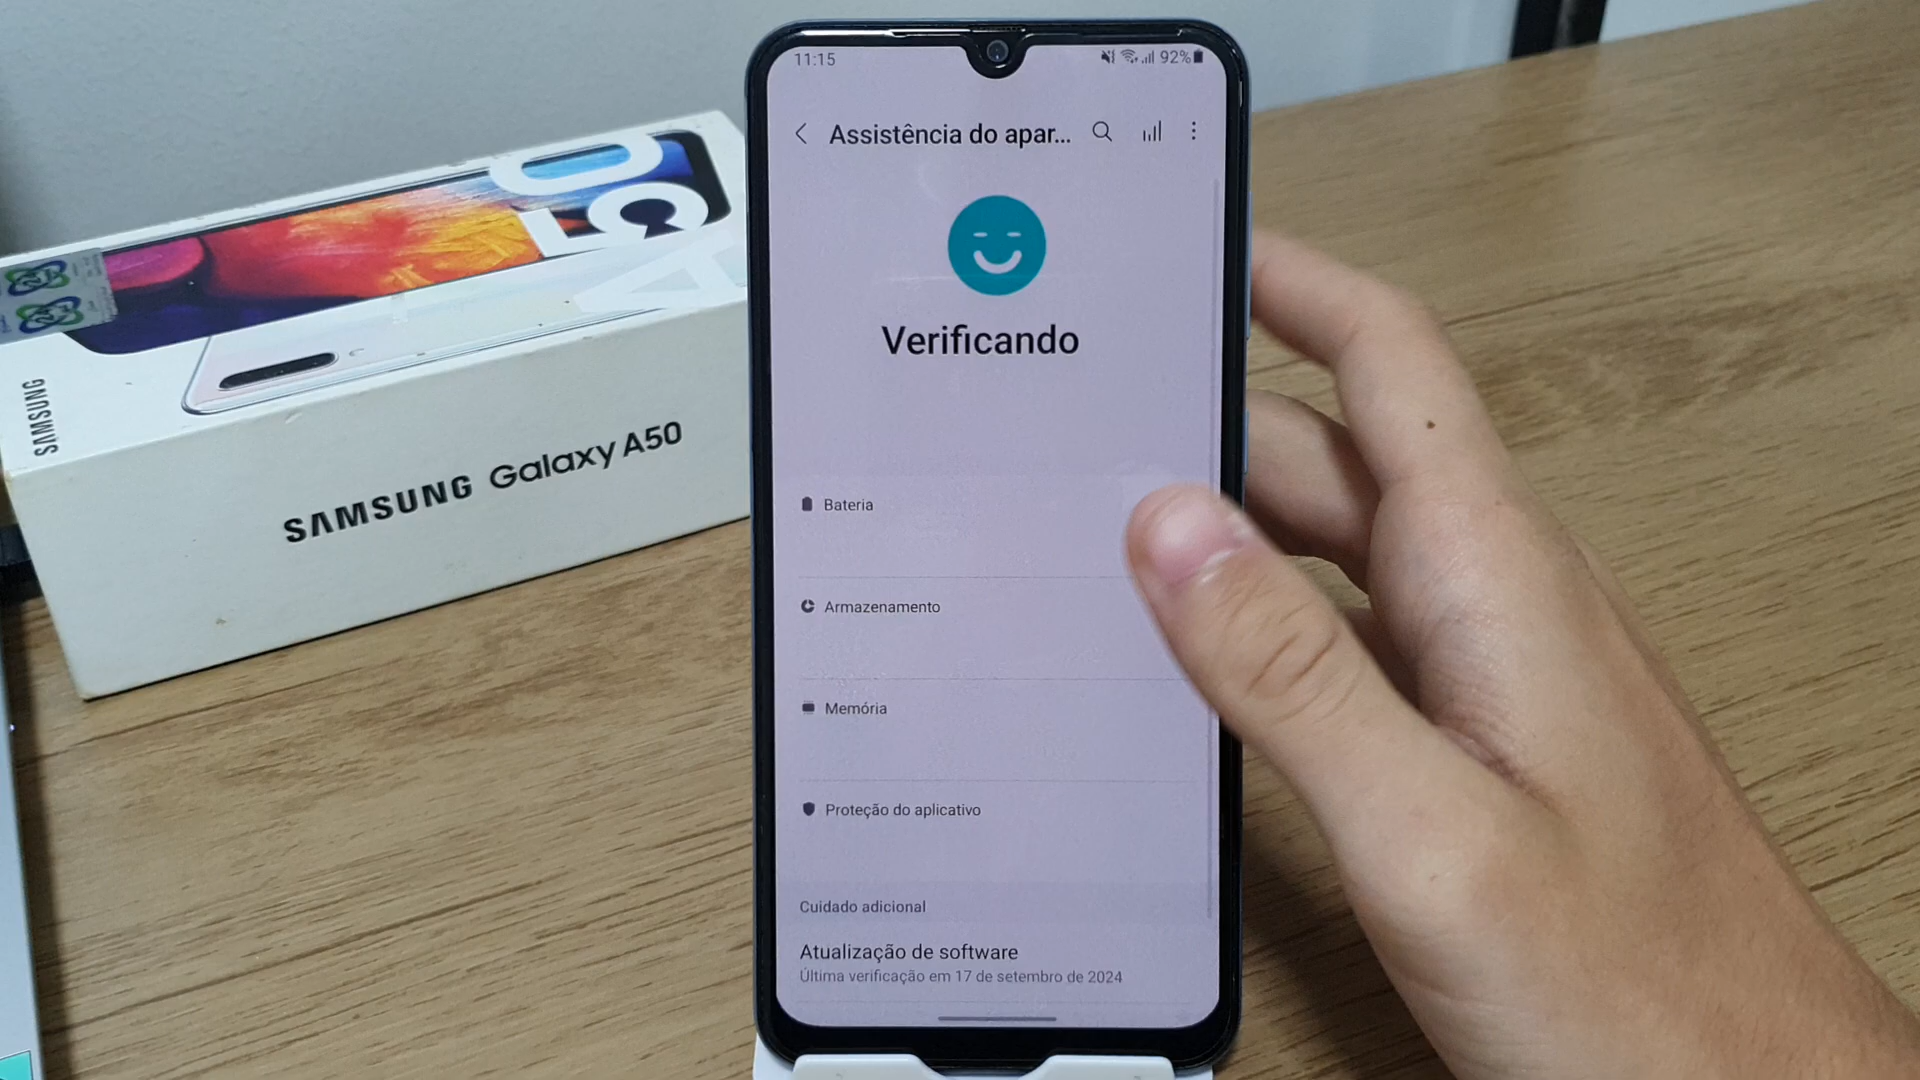 11:15
92%
Assistência do apar...
Verificando
Bateria
Armazenamento
Memória
Proteção do aplicativo
Cuidado adicional
Atualização de software
Última verificação em 17 de setembro de 2024
A50
SAMSUNG
SAMSUNG Galaxy A50